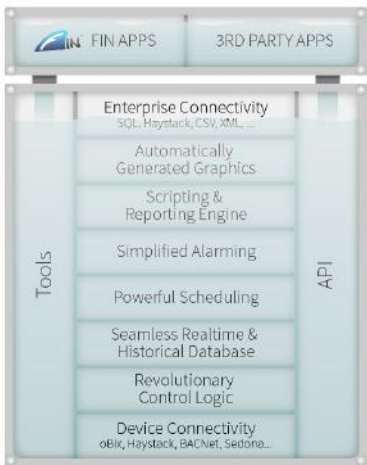 FIN FIN APPS
3RD PARTY APPS
Enterprise Connectivity
SQL, Haystack, CSV, XML, ...
Automatically
Generated Graphics
Scripting &
Reporting Engine
Simplified Alarming
Powerful Scheduling
Seamless Realtime &
Historical Database
Revolutionary
Control Logic
Device Connectivity
oBix, Haystack, BACNet, Sedona...
Tools
API